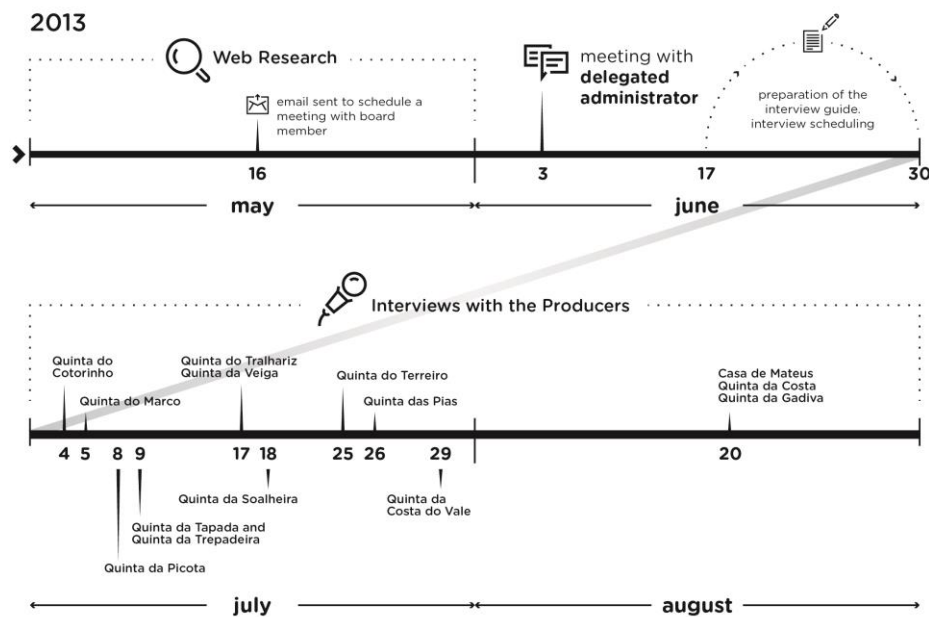 2013
Web Research
email sent to schedule a
meeting with board
member
meeting with
delegated
administrator
preparation of the
interview guide.
interview scheduling
16
3
17
30
may
june
Interviews with the Producers
Quinta do
Cotorinho
Quinta do Marco
Quinta do Tralhariz
Quinta da Veiga
Quinta do Terreiro
Quinta das Pias
Casa de Mateus
Quinta da Costa
Quinta da Gadiva
4
5
8
9
17
18
25
26
29
20
Quinta da Soalheira
Quinta da
Costa do Vale
Quinta da Tapada and
Quinta da Trepadeira
Quinta da Picota
july
august